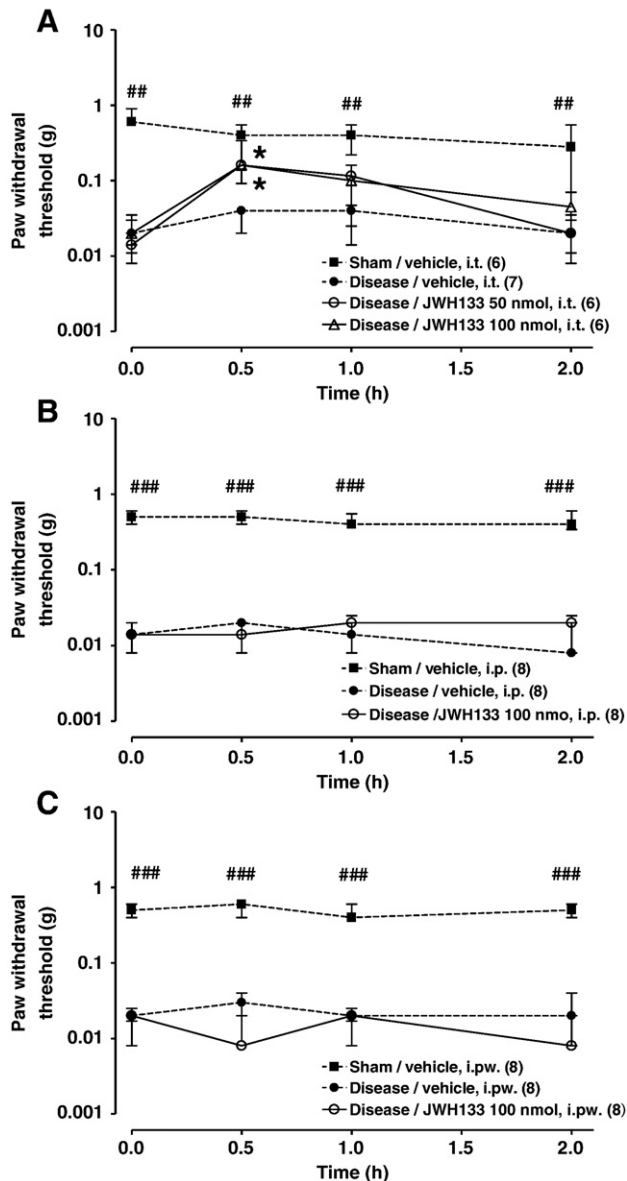 A
Paw withdrawal
threshold (g)
10
1
0.1
0.01
0.001
##
##
##
##
*
*
Sham / vehicle, i.t. (6)
Disease / vehicle, i.t. (7)
Disease / JWH133 50 nmol, i.t. (6)
Disease / JWH133 100 nmol, i.t. (6)
0.0 0.5 1.0 1.5 2.0
Time (h)
B
Paw withdrawal
threshold (g)
10
1
0.1
0.01
0.001
###
###
###
###
Sham / vehicle, i.p. (8)
Disease / vehicle, i.p. (8)
Disease /JWH133 100 nmo, i.p. (8)
0.0 0.5 1.0 1.5 2.0
Time (h)
C
Paw withdrawal
threshold (g)
10
1
0.1
0.01
0.001
###
###
###
###
Sham / vehicle, i.pw. (8)
Disease / vehicle, i.pw. (8)
Disease / JWH133 100 nmol, i.pw. (8)
0.0 0.5 1.0 1.5 2.0
Time (h)